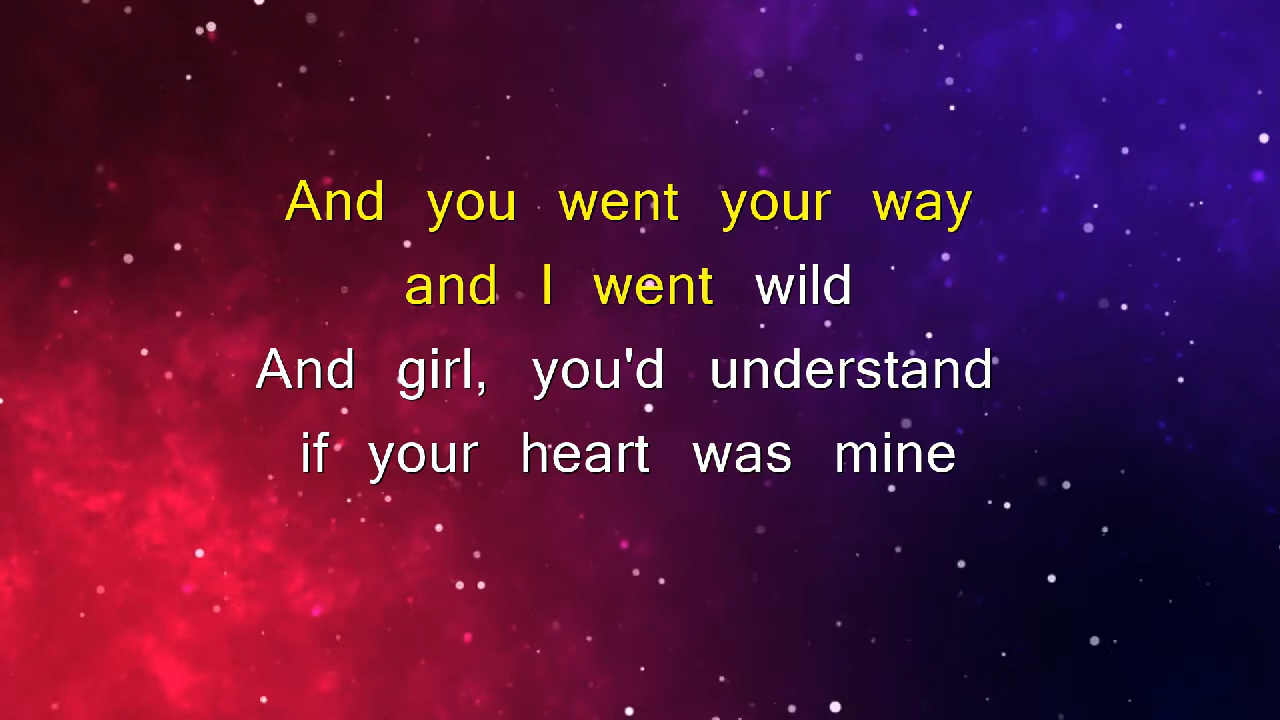 And you went your way
and I went wild
And girl, you'd understand
if your heart was mine